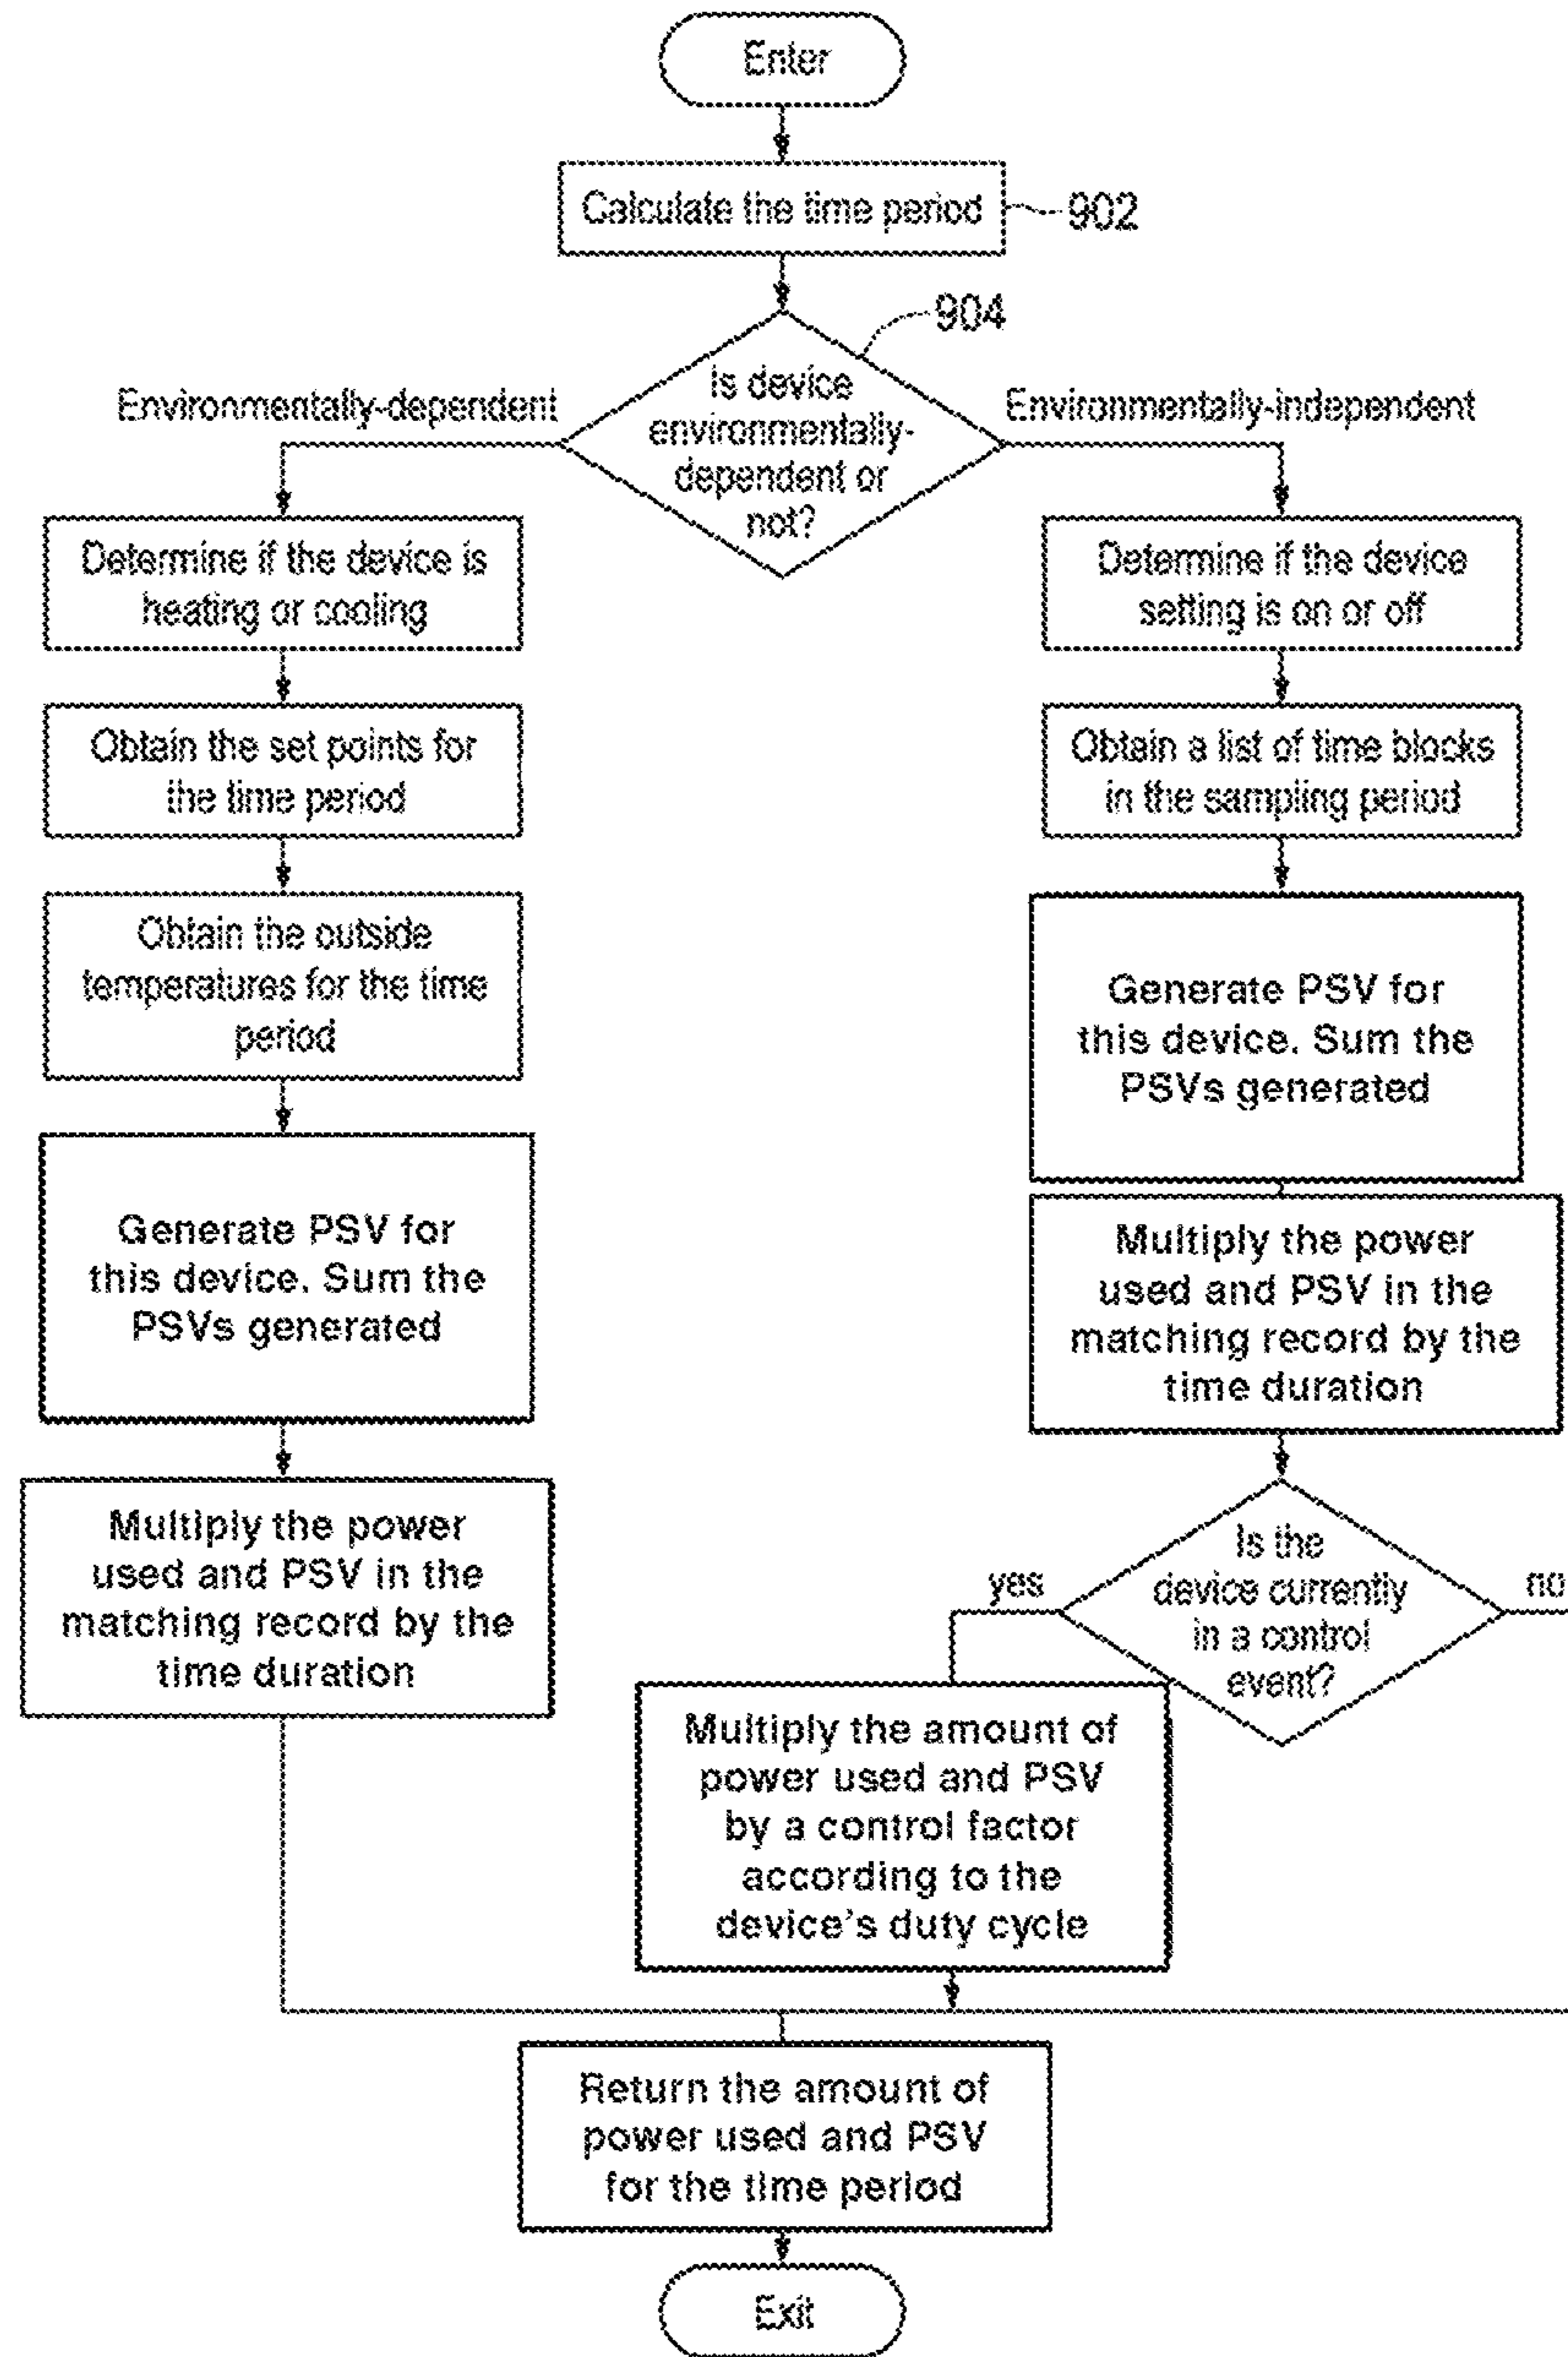 Enter
Calculate the time period
902
904
Is device
environmentally-
dependent or
not?
Environmentally-dependent
Environmentally-independent
Determine if the device is
heating or cooling
Obtain the set points for
the time period
Obtain the outside
temperatures for the time
period
Generate PSV for
this device. Sum the
PSVs generated
Multiply the power
used and PSV in the
matching record by the
time duration
Determine if the device
setting is on or off
Obtain a list of time blocks
in the sampling period
Generate PSV for
this device. Sum the
PSVs generated
Multiply the power
used and PSV in the
matching record by the
time duration
Is the
device currently
in a control
event?
yes
no
Multiply the amount of
power used and PSV
by a control factor
according to the
device's duty cycle
Return the amount of
power used and PSV
for the time period
Exit